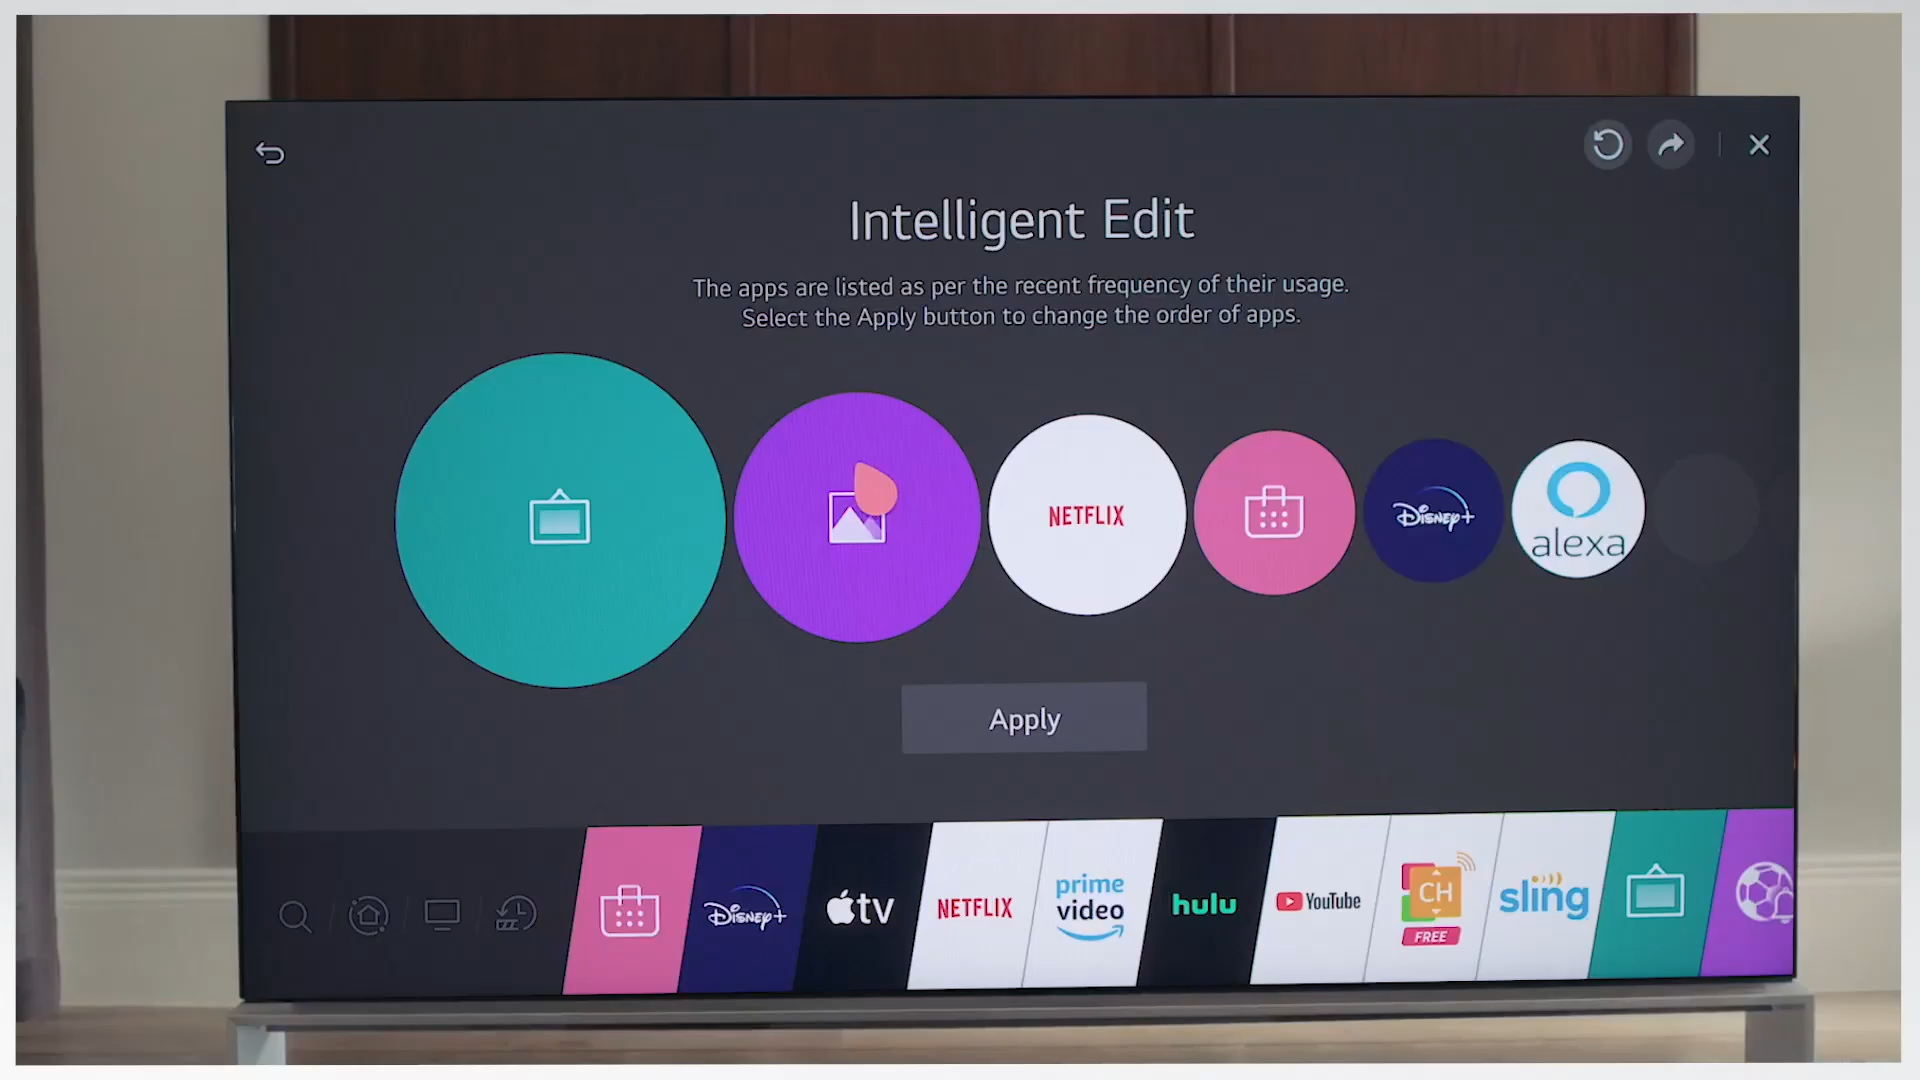 Intelligent Edit
The apps are listed as per the recent frequency of their usage.
Select the Apply button to change the order of apps.
NETFLIX
Disney+
alexa
Apply
Disney+
tv
NETFLIX
prime video
hulu
YouTube
CH
FREE
sling